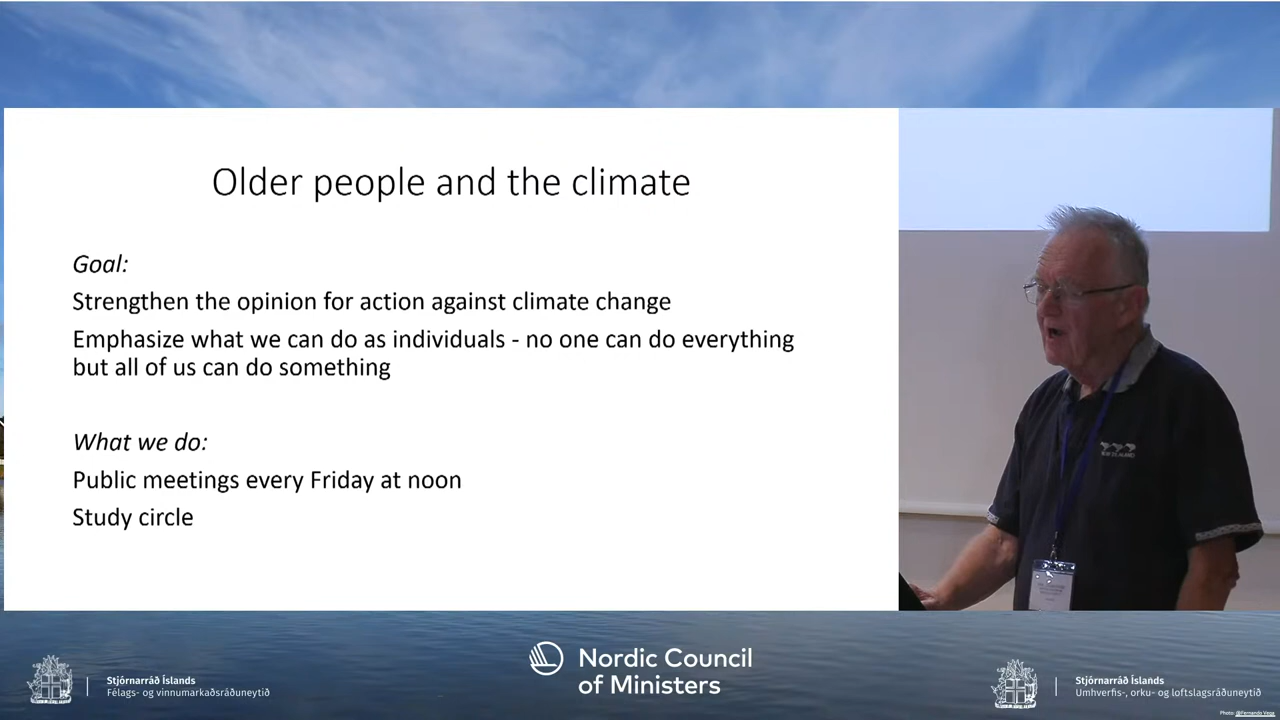 Older people and the climate
Goal:
Strengthen the opinion for action against climate change
Emphasize what we can do as individuals - no one can do everything
but all of us can do something
What we do:
Public meetings every Friday at noon
Study circle
Nordic Council
of Ministers
Stjórnarráð Íslands
Félags- og vinnumarkaðsráðuneytið
Stjórnarráð Íslands
Umhverfis-, orku- og loftslagsráðuneytið